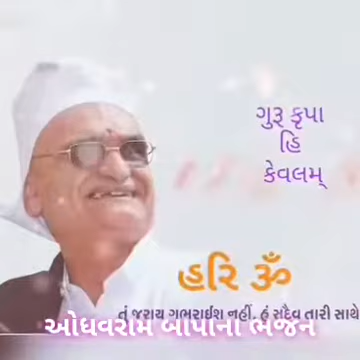 ગુરૂ કૃપા
હિ
કેવલમ્
હરિ ૐ
તું જરાય ગભરાઈશ નહીં. હું સદૈવ તારી સાથે
ઓધવરામ બાપાના ભજન